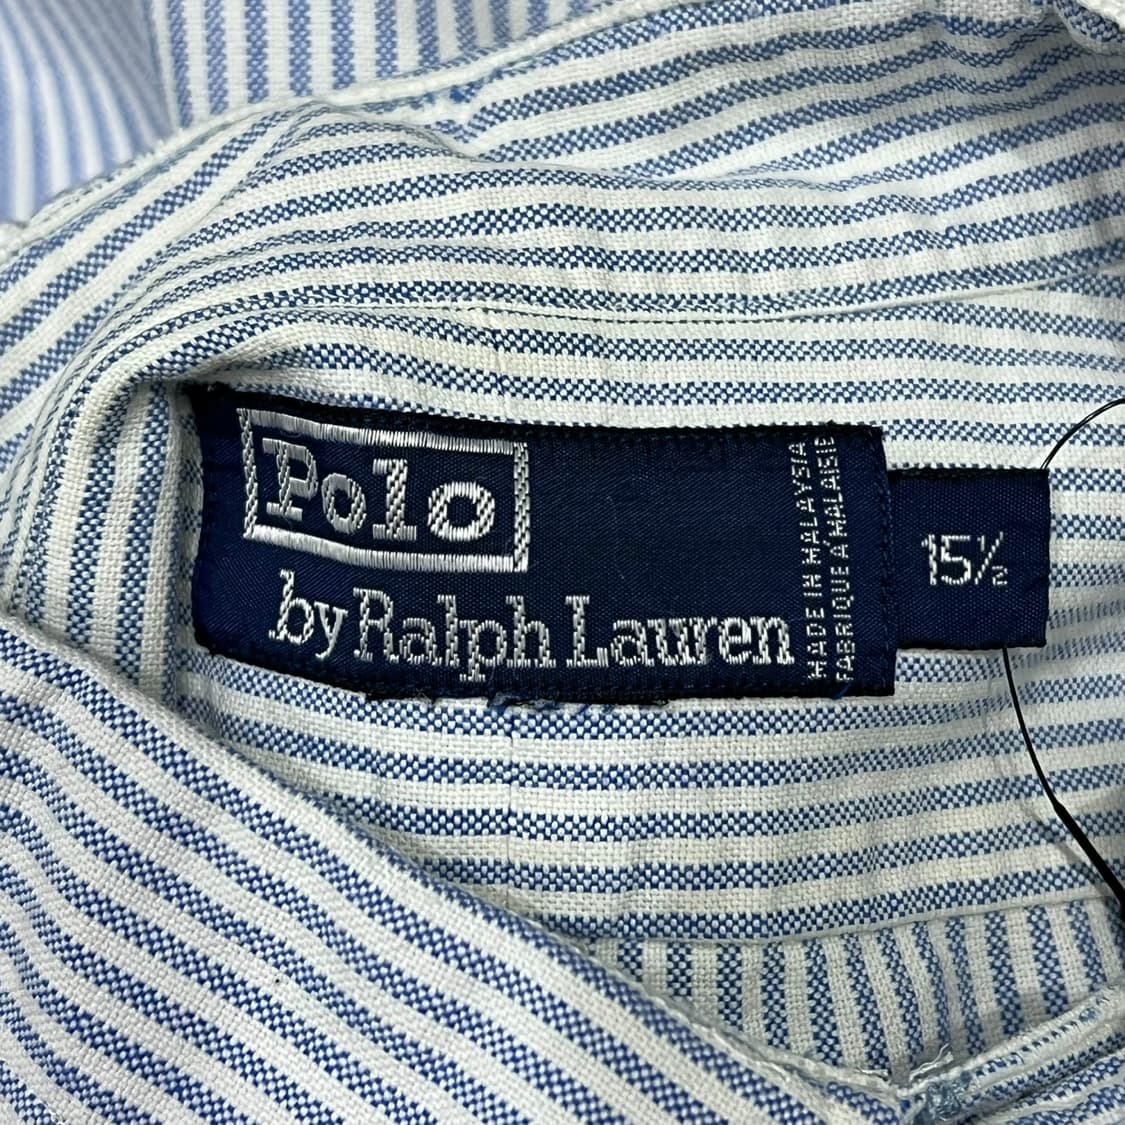 Polo
by Ralph Lauren
MADE IN MALAYSIA
FABRIQUE A MALAISIE
15½